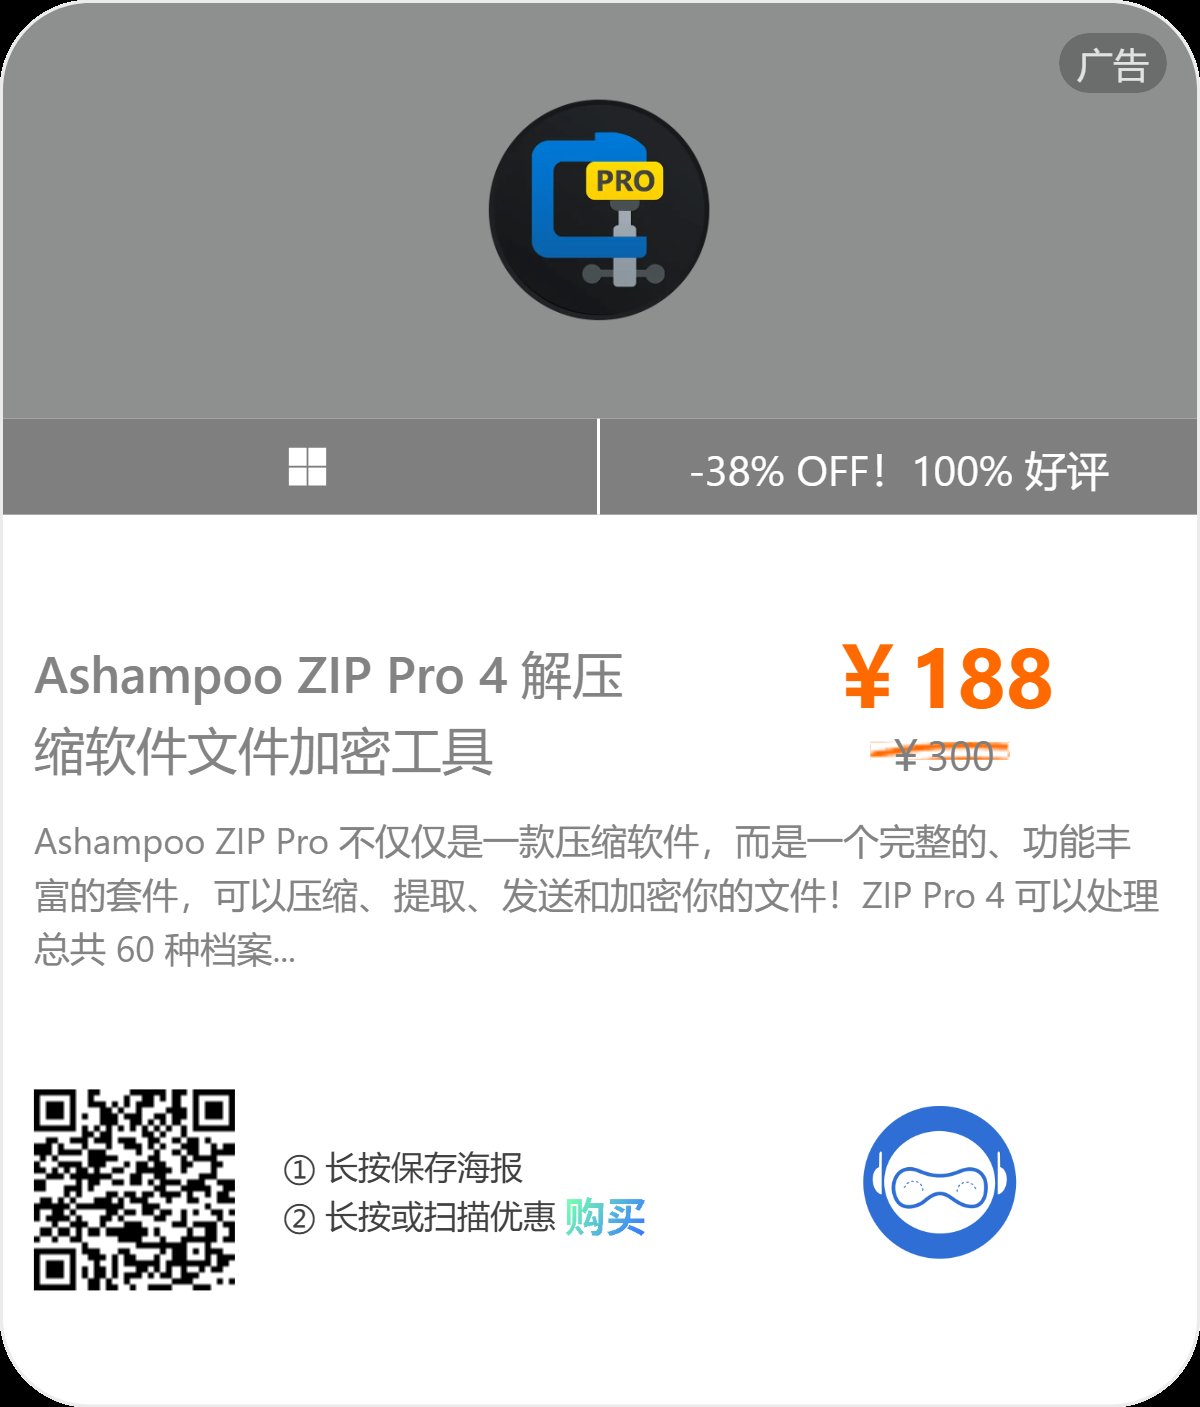 广告
PRO
-38% OFF！100% 好评
Ashampoo ZIP Pro 4 解压
缩软件文件加密工具
¥ 188
¥ 300
Ashampoo ZIP Pro 不仅仅是一款压缩软件，而是一个完整的、功能丰
富的套件，可以压缩、提取、发送和加密你的文件！ZIP Pro 4 可以处理
总共 60 种档案...
① 长按保存海报
② 长按或扫描优惠 购买